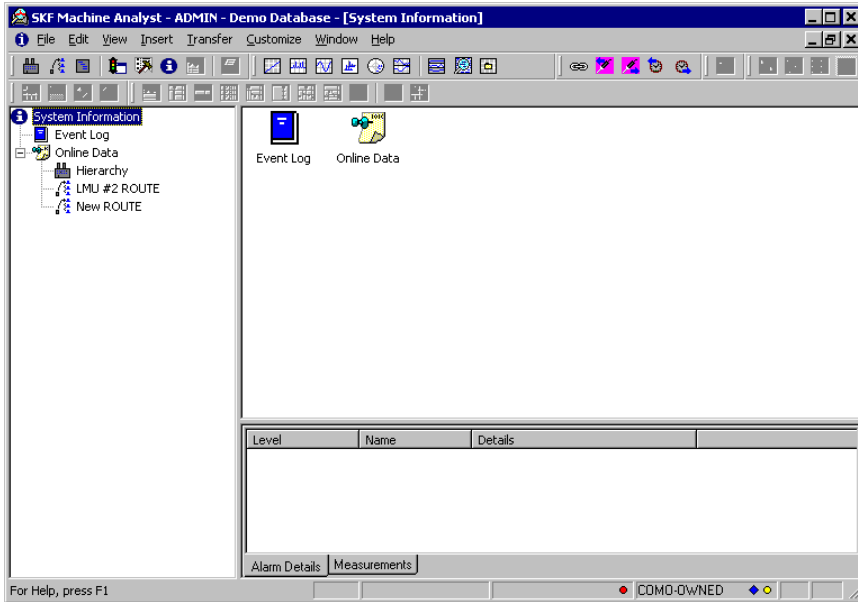 SKF Machine Analyst - ADMIN - Demo Database - [System Information]
File Edit View Insert Transfer Customize Window Help
System Information
Event Log
Online Data
Hierarchy
LMU #2 ROUTE
New ROUTE
Event Log Online Data
Level Name Details
Alarm Details Measurements
For Help, press F1 COMO-OWNED